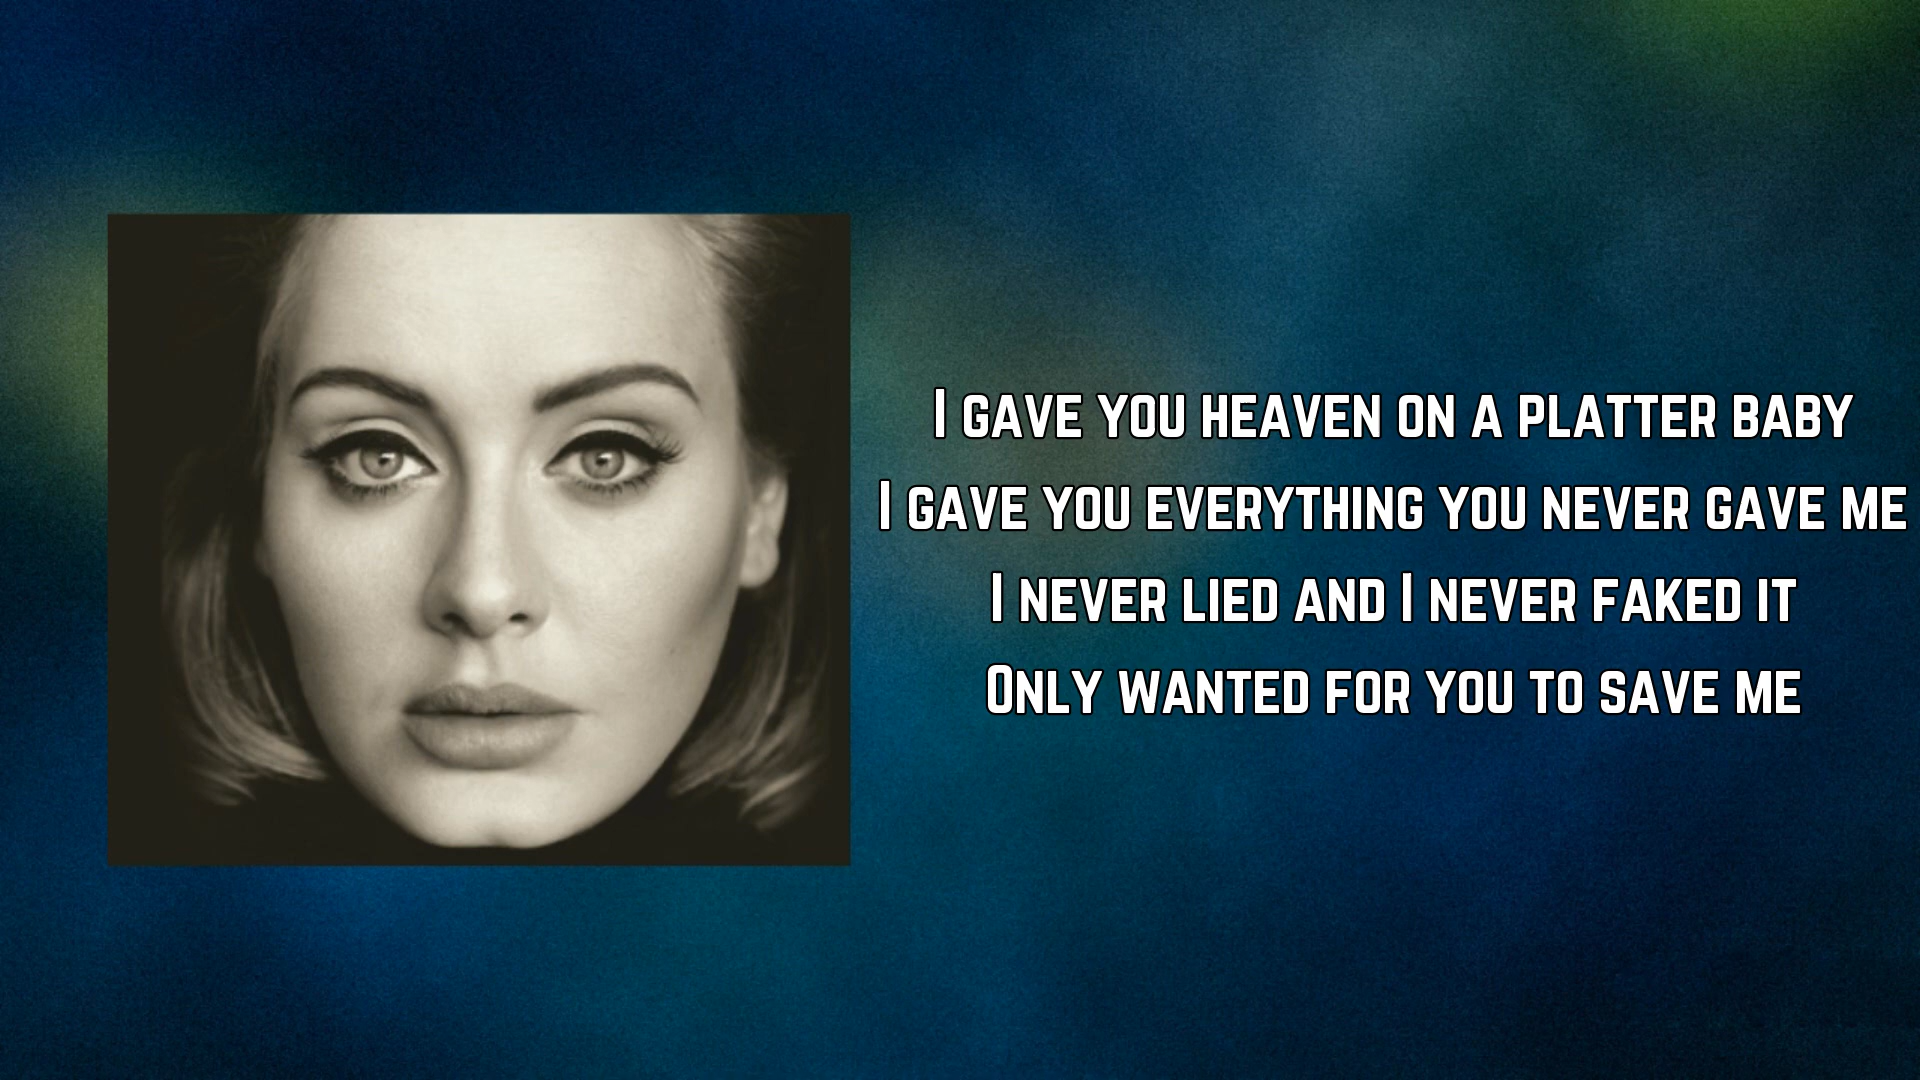 I GAVE YOU HEAVEN ON A PLATTER BABY
I GAVE YOU EVERYTHING YOU NEVER GAVE ME
I NEVER LIED AND I NEVER FAKED IT
ONLY WANTED FOR YOU TO SAVE ME